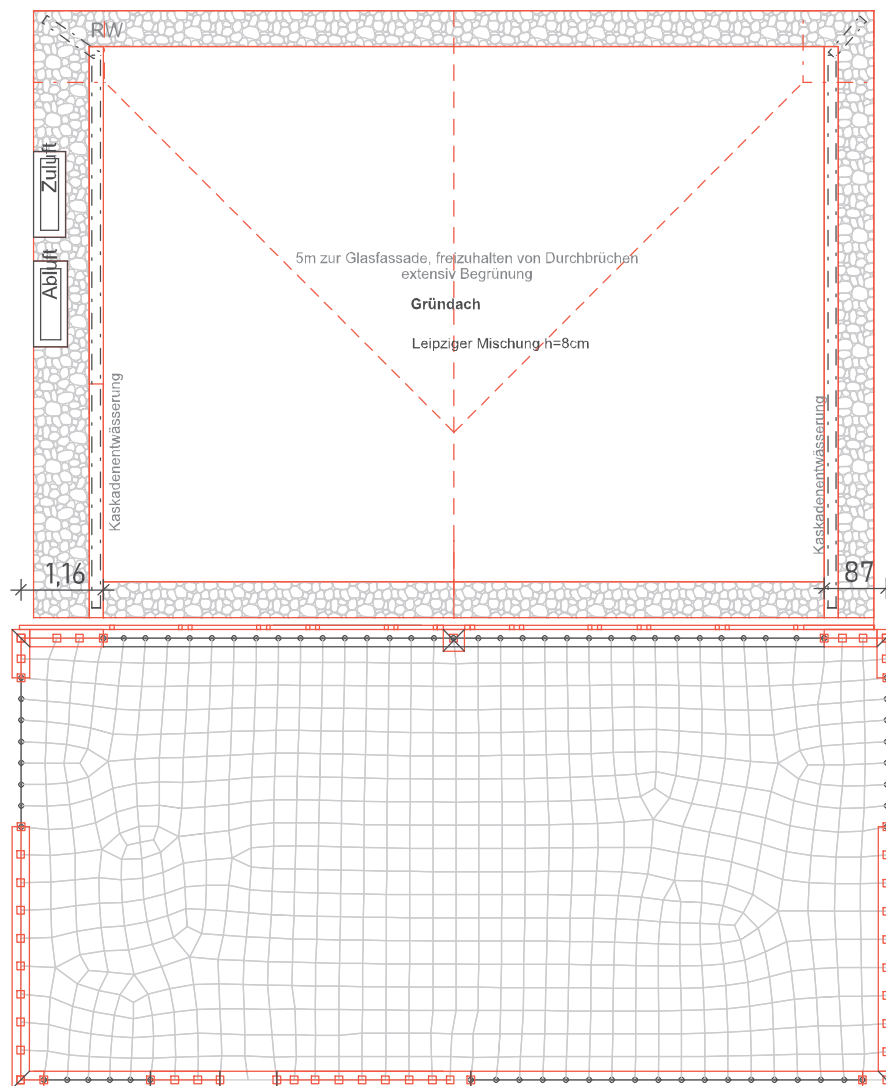 RW
Zuluft
Abluft
5m zur Glasfassade, freizuhalten von Durchbrüchen
extensiv Begrünung
Gründach
Leipziger Mischung h=8cm
Kaskadenentwässerung
Kaskadenentwässerung
1,16
87